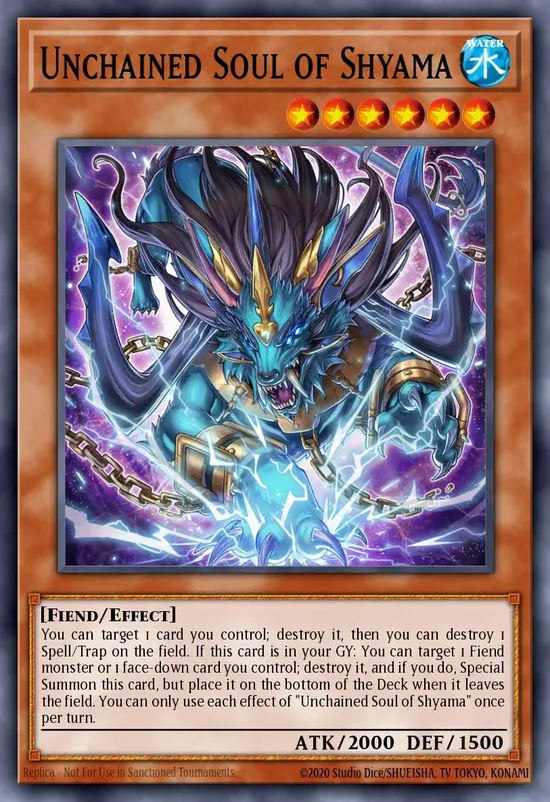 UNCHAINED SOUL OF SHYAMA
WATER
水
[FIEND/EFFECT]
You can target 1 card you control; destroy it, then you can destroy 1
Spell/Trap on the field. If this card is in your GY: You can target 1 Fiend
monster or 1 face-down card you control; destroy it, and if you do, Special
Summon this card, but place it on the bottom of the Deck when it leaves
the field. You can only use each effect of "Unchained Soul of Shyama" once
per turn.
ATK/2000 DEF/1500
Replica - Not For Use in Sanctioned Tournaments
©2020 Studio Dice/SHUEISHA, TV TOKYO, KONAMI